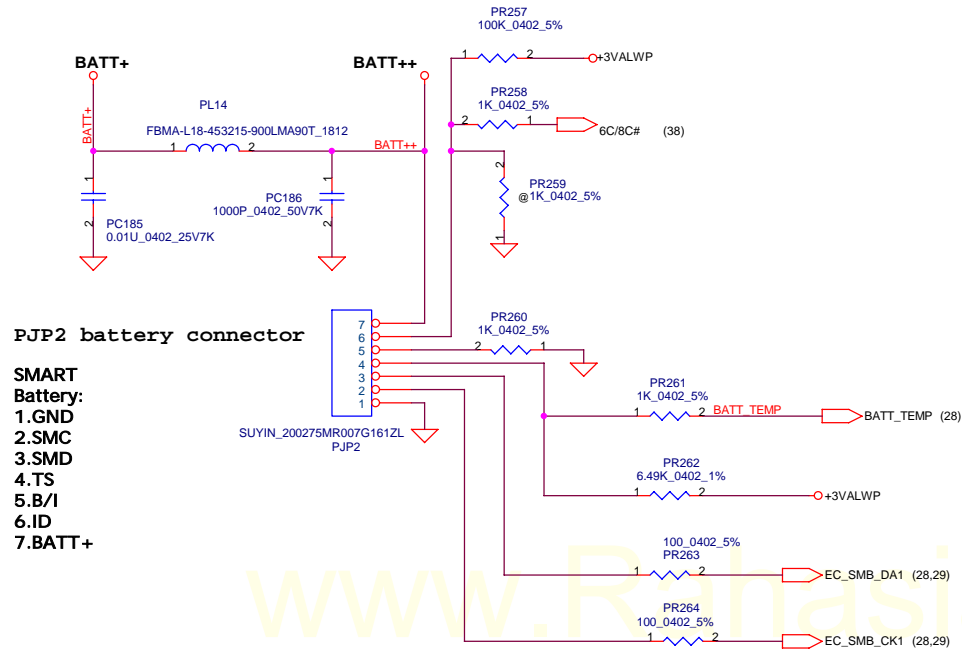 PR257
100K_0402_5%
1
2
+3VALWP
BATT+
BATT++
PR258
1K_0402_5%
2
1
6C/8C# (38)
BATT+
PL14
FBMA-L18-453215-900LMA90T_1812
1
2
BATT++
2
PR259
@1K_0402_5%
1
1
2
PC185
0.01U_0402_25V7K
1
PC186
1000P_0402_50V7K
2
PJP2 battery connector
SMART
Battery:
1.GND
2.SMC
3.SMD
4.TS
5.B/I
6.ID
7.BATT+
7
6
5
4
3
2
1
SUYIN_200275MR007G161ZL
PJP2
PR260
1K_0402_5%
2
1
PR261
1K_0402_5%
1
2
BATT_TEMP
BATT_TEMP (28)
PR262
6.49K_0402_1%
1
2
+3VALWP
100_0402_5%
PR263
1
2
EC_SMB_DA1 (28,29)
PR264
100_0402_5%
1
2
EC_SMB_CK1 (28,29)
www.Rahasi